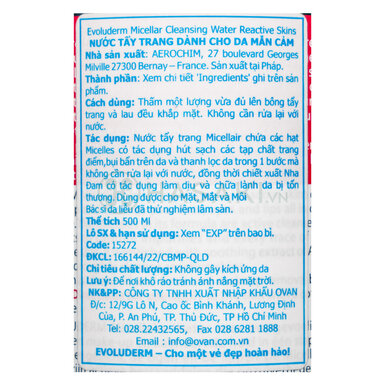 Evoluderm Micellar Cleansing Water Reactive Skins
NƯỚC TẨY TRANG DÀNH CHO DA MẪN CẢM
Nhà sản xuất: AEROCHIM, 27 boulevard Georges
Milville 27300 Bernay – France. Sản xuất tại Pháp.
Thành phần: Xem chi tiết 'Ingredients' ghi trên sản
phẩm.
Cách dùng: Thấm một lượng vừa đủ lên bông tẩy
trang và lau đều khắp mặt. Không cần rửa lại với
nước.
Tác dụng: Nước tẩy trang Micellair chứa các hạt
Micelles có tác dụng hút sạch các tạp chất trang
điểm,bụi bẩn trên da và thanh lọc da trong 1 bước mà
không cần rửa lại với nước, đồng thời chiết xuất Nha
Đam có tác dụng làm dịu và chữa lành da bị tổn
thương. Dùng được cho Mặt, Mắt và Môi
Bác sĩ da liễu đã thử nghiệm lâm sàn.
Thể tích 500 Ml
Lô SX & hạn sử dụng: Xem "EXP" trên bao bì.
Code: 15272
ĐKCL: 166144/22/CBMP-QLD
Chỉ tiêu chất lượng: Không gây kích ứng da
Lưu ý: Để nơi khô ráo tránh ánh nắng mặt trời.
NK&PP: CÔNG TY TNHH XUẤT NHẬP KHẨU OVAN
Đ/c: 12/9G Lô N, Cao ốc Bình Khánh, Lương Định
Của, P. An Phú, TP. Thủ Đức, TP Hồ Chí Minh
Tel: 028.22432565, Fax 028 6281 1888
Email: info@ovan.com.vn
EVOLUDERM – Cho một vẻ đẹp hoàn hảo!